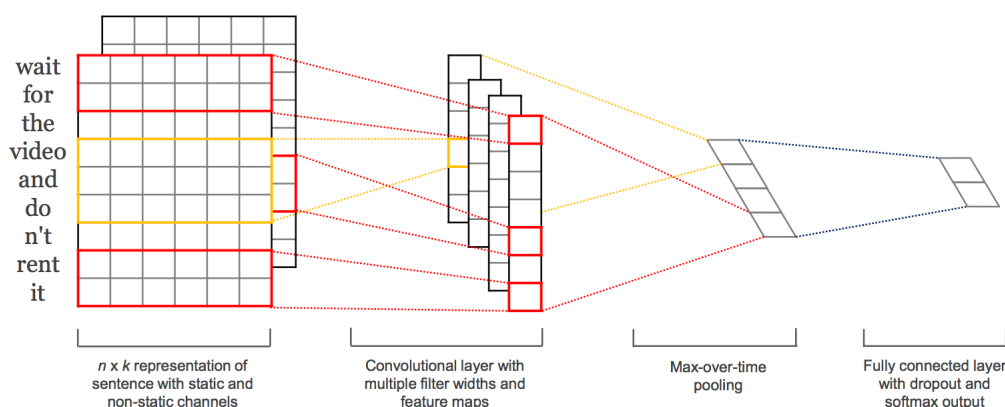 wait
for
the
video
and
do
n't
rent
it
n x k representation of
sentence with static and
non-static channels
Convolutional layer with
multiple filter widths and
feature maps
Max-over-time
pooling
Fully connected layer
with dropout and
softmax output